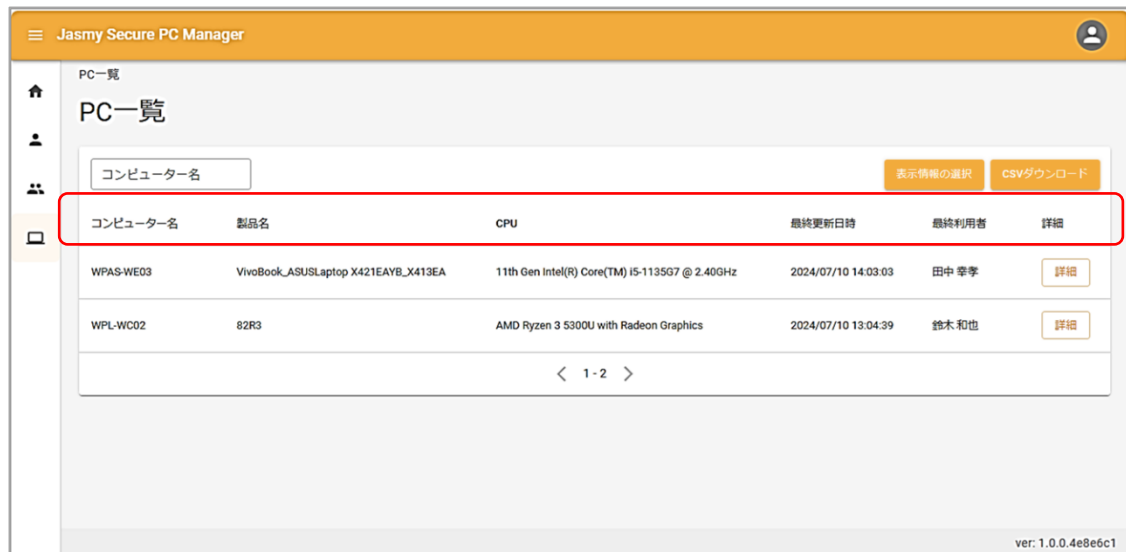 Jasmy Secure PC Manager
PC一覧
PC一覧
コンピューター名
表示情報の選択 CSVダウンロード
コンピューター名 製品名 CPU 最終更新日時 最終利用者 詳細
WPAS-WE03 VivoBook_ASUSLaptop X421EAYB_X413EA 11th Gen Intel(R) Core(TM) i5-1135G7 @ 2.40GHz 2024/07/10 14:03:03 田中 幸孝 詳細
WPL-WC02 82R3 AMD Ryzen 3 5300U with Radeon Graphics 2024/07/10 13:04:39 鈴木 和也 詳細
1 - 2
ver: 1.0.0.4e8e6c1